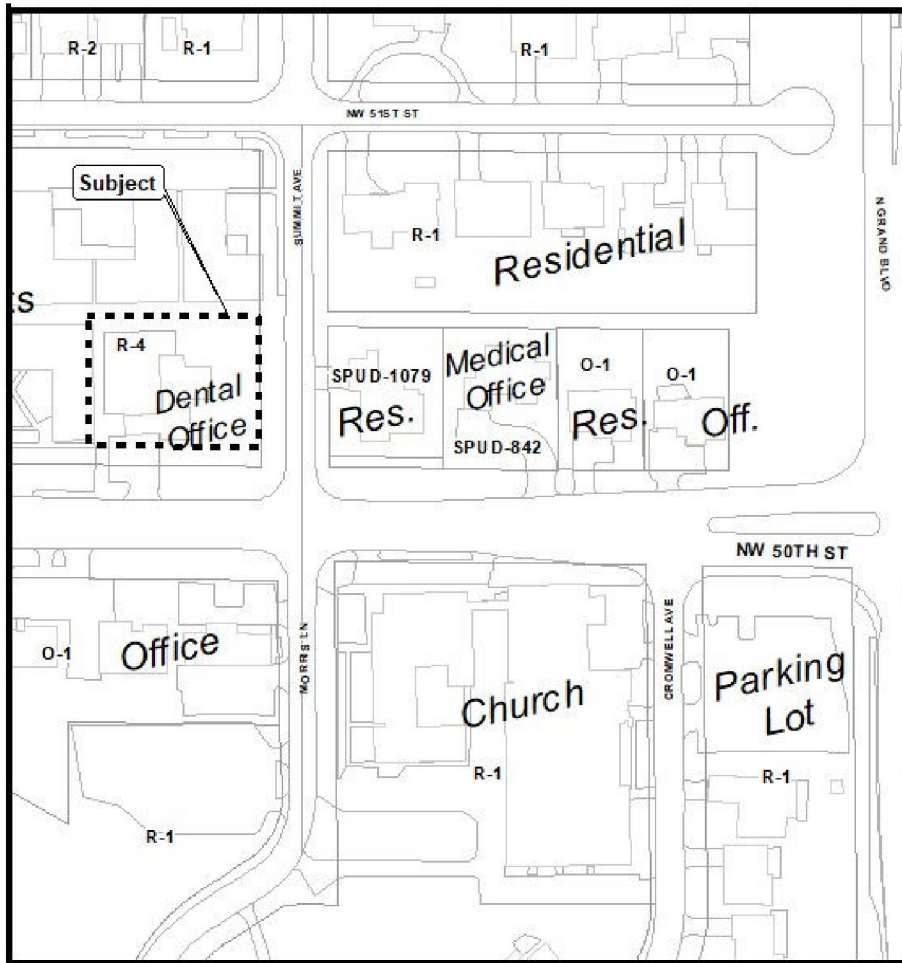 R-2
R-1
R-1
NW 51ST ST
Subject
SUMMIT AVE
N GRAND BLVD
R-1
Residential
ES
R-4
Dental
Office
SPUD-1079
Res.
Medical
Office
SPUD-842
O-1
Res.
O-1
Off.
NW 50TH ST
O-1
Office
MORRIS LN
Church
R-1
CROMWELL AVE
Parking
Lot
R-1
R-1